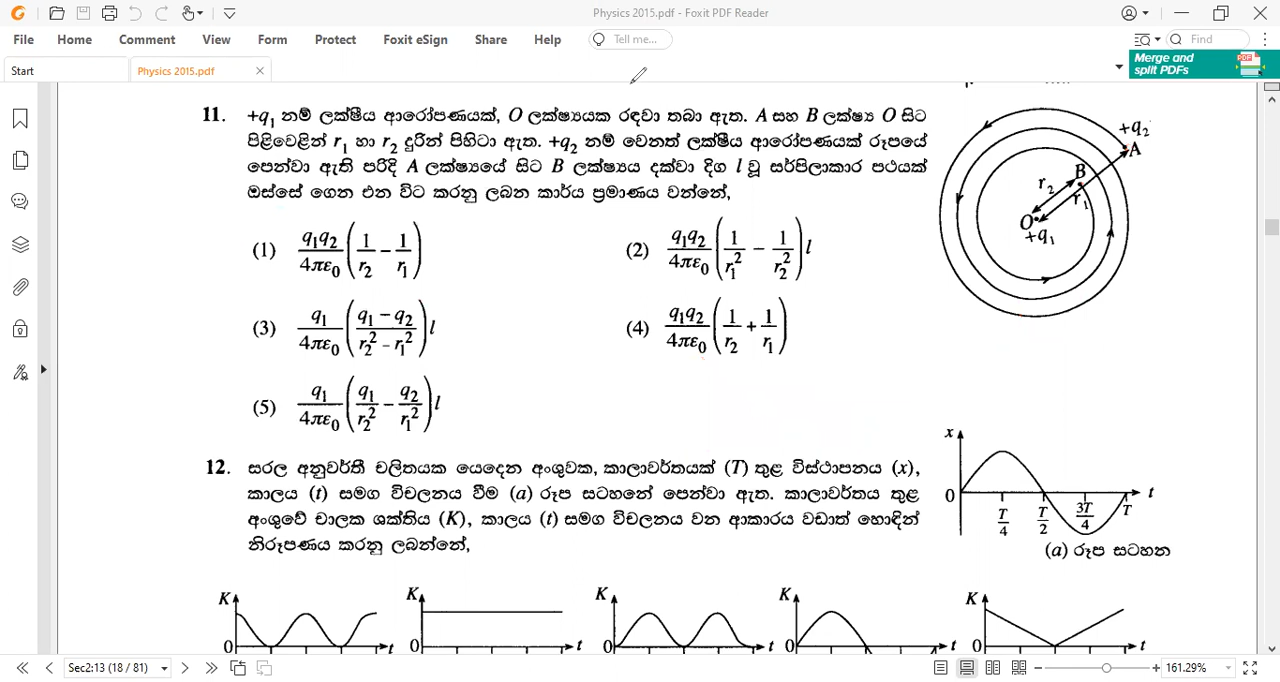 Physics 2015.pdf - Foxit PDF Reader
File Home Comment View Form Protect Foxit eSign Share Help Tell me... Find
Start Physics 2015.pdf Merge and split PDFs
11. +q₁ නම් ලක්ෂීය ආරෝපණයක්, O ලක්ෂ්‍යයක රඳවා තබා ඇත. A සහ B ලක්ෂ්‍ය O සිට
පිළිවෙළින් r₁ හා r₂ දුරින් පිහිටා ඇත. +q₂ නම් වෙනත් ලක්ෂීය ආරෝපණයක් රූපයේ
පෙන්වා ඇති පරිදි A ලක්ෂ්‍යයේ සිට B ලක්ෂ්‍යය දක්වා දිග l වූ සර්පිලාකාර පථයක්
ඔස්සේ ගෙන එන විට කරනු ලබන කාර්ය ප්‍රමාණය වන්නේ,
+q₂
A
B
r₂
r₁
O
+q₁
(1) q₁q₂/4πε₀ (1/r₂ − 1/r₁)
(2) q₁q₂/4πε₀ (1/r₁² − 1/r₂²) l
(3) q₁/4πε₀ ((q₁ − q₂)/(r₂² − r₁²)) l
(4) q₁q₂/4πε₀ (1/r₂ + 1/r₁)
(5) q₁/4πε₀ (q₁/r₂² − q₂/r₁²) l
12. සරල අනුවර්තී චලිතයක යෙදෙන අංශුවක, කාලාවර්තයක් (T) තුළ විස්ථාපනය (x),
කාලය (t) සමග විචලනය වීම (a) රූප සටහනේ පෙන්වා ඇත. කාලාවර්තය තුළ
අංශුවේ චාලක ශක්තිය (K), කාලය (t) සමග විචලනය වන ආකාරය වඩාත් හොඳින්
නිරූපණය කරනු ලබන්නේ,
x
0 T/4 T/2 3T/4 T t
(a) රූප සටහන
K K K K K
0 t 0 t 0 t 0 t 0 t
Sec2:13 (18 / 81) 161.29%